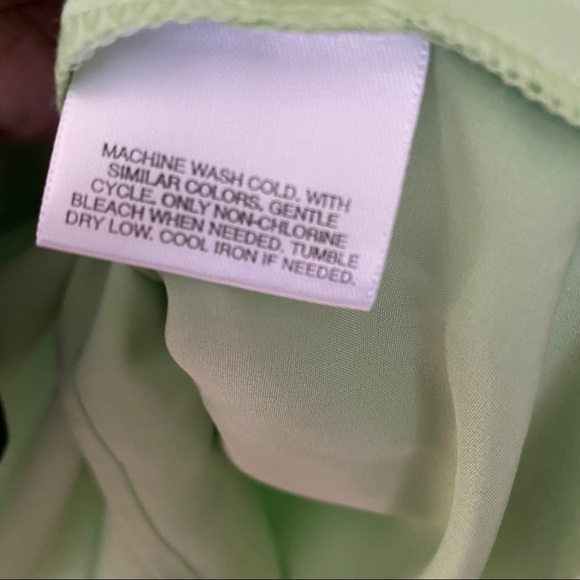 MACHINE WASH COLD. WITH
SIMILAR COLORS. GENTLE
CYCLE. ONLY NON-CHLORINE
BLEACH WHEN NEEDED. TUMBLE
DRY LOW. COOL IRON IF NEEDED.